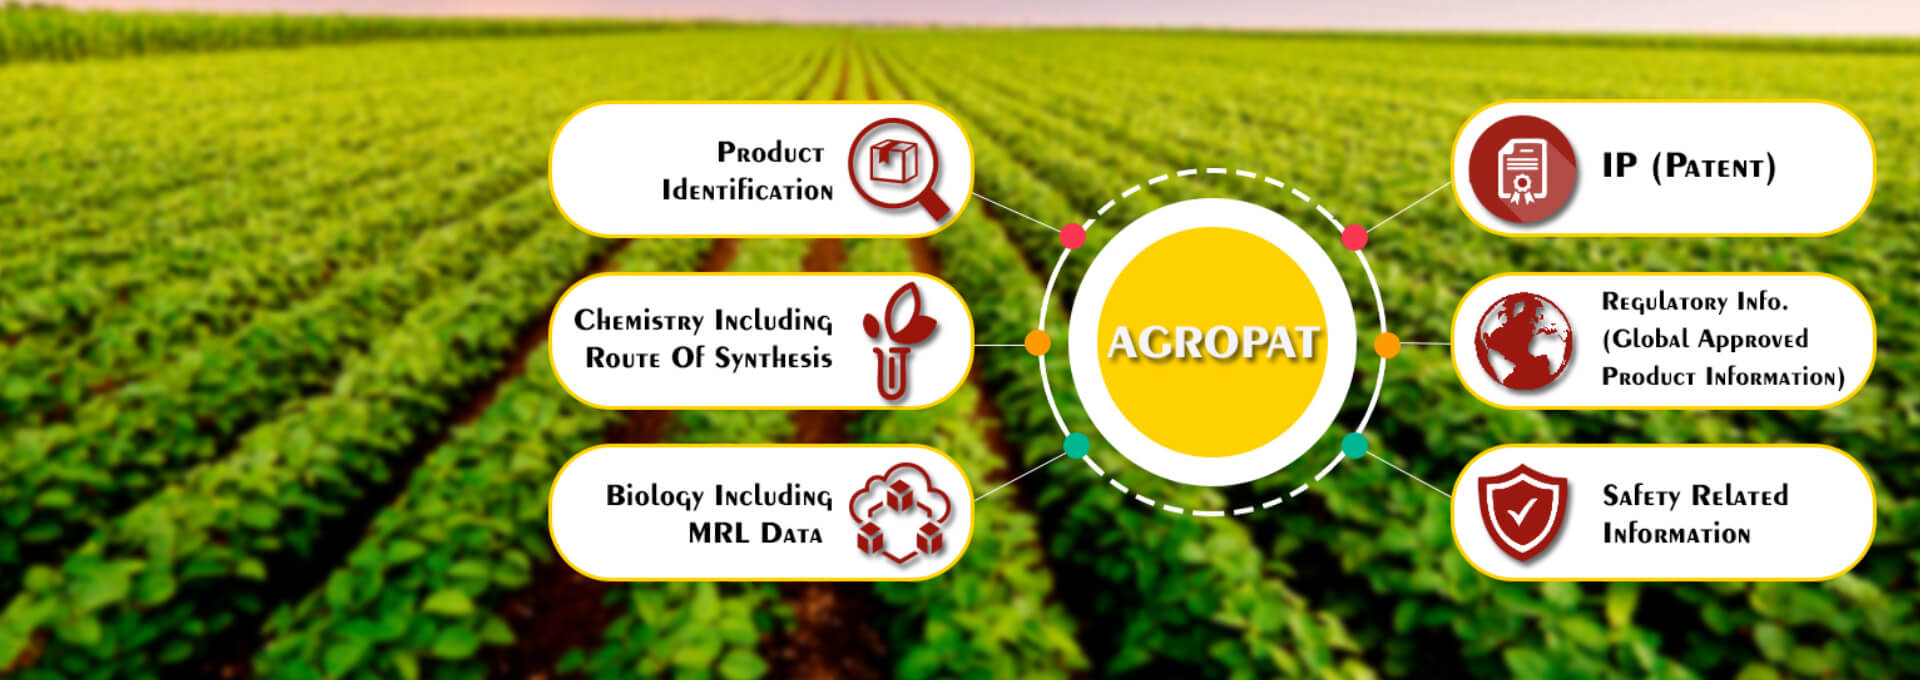 Product
Identification
Chemistry Including
Route Of Synthesis
Biology Including
MRL Data
AGROPAT
IP (Patent)
Regulatory Info.
(Global Approved
Product Information)
Safety Related
Information